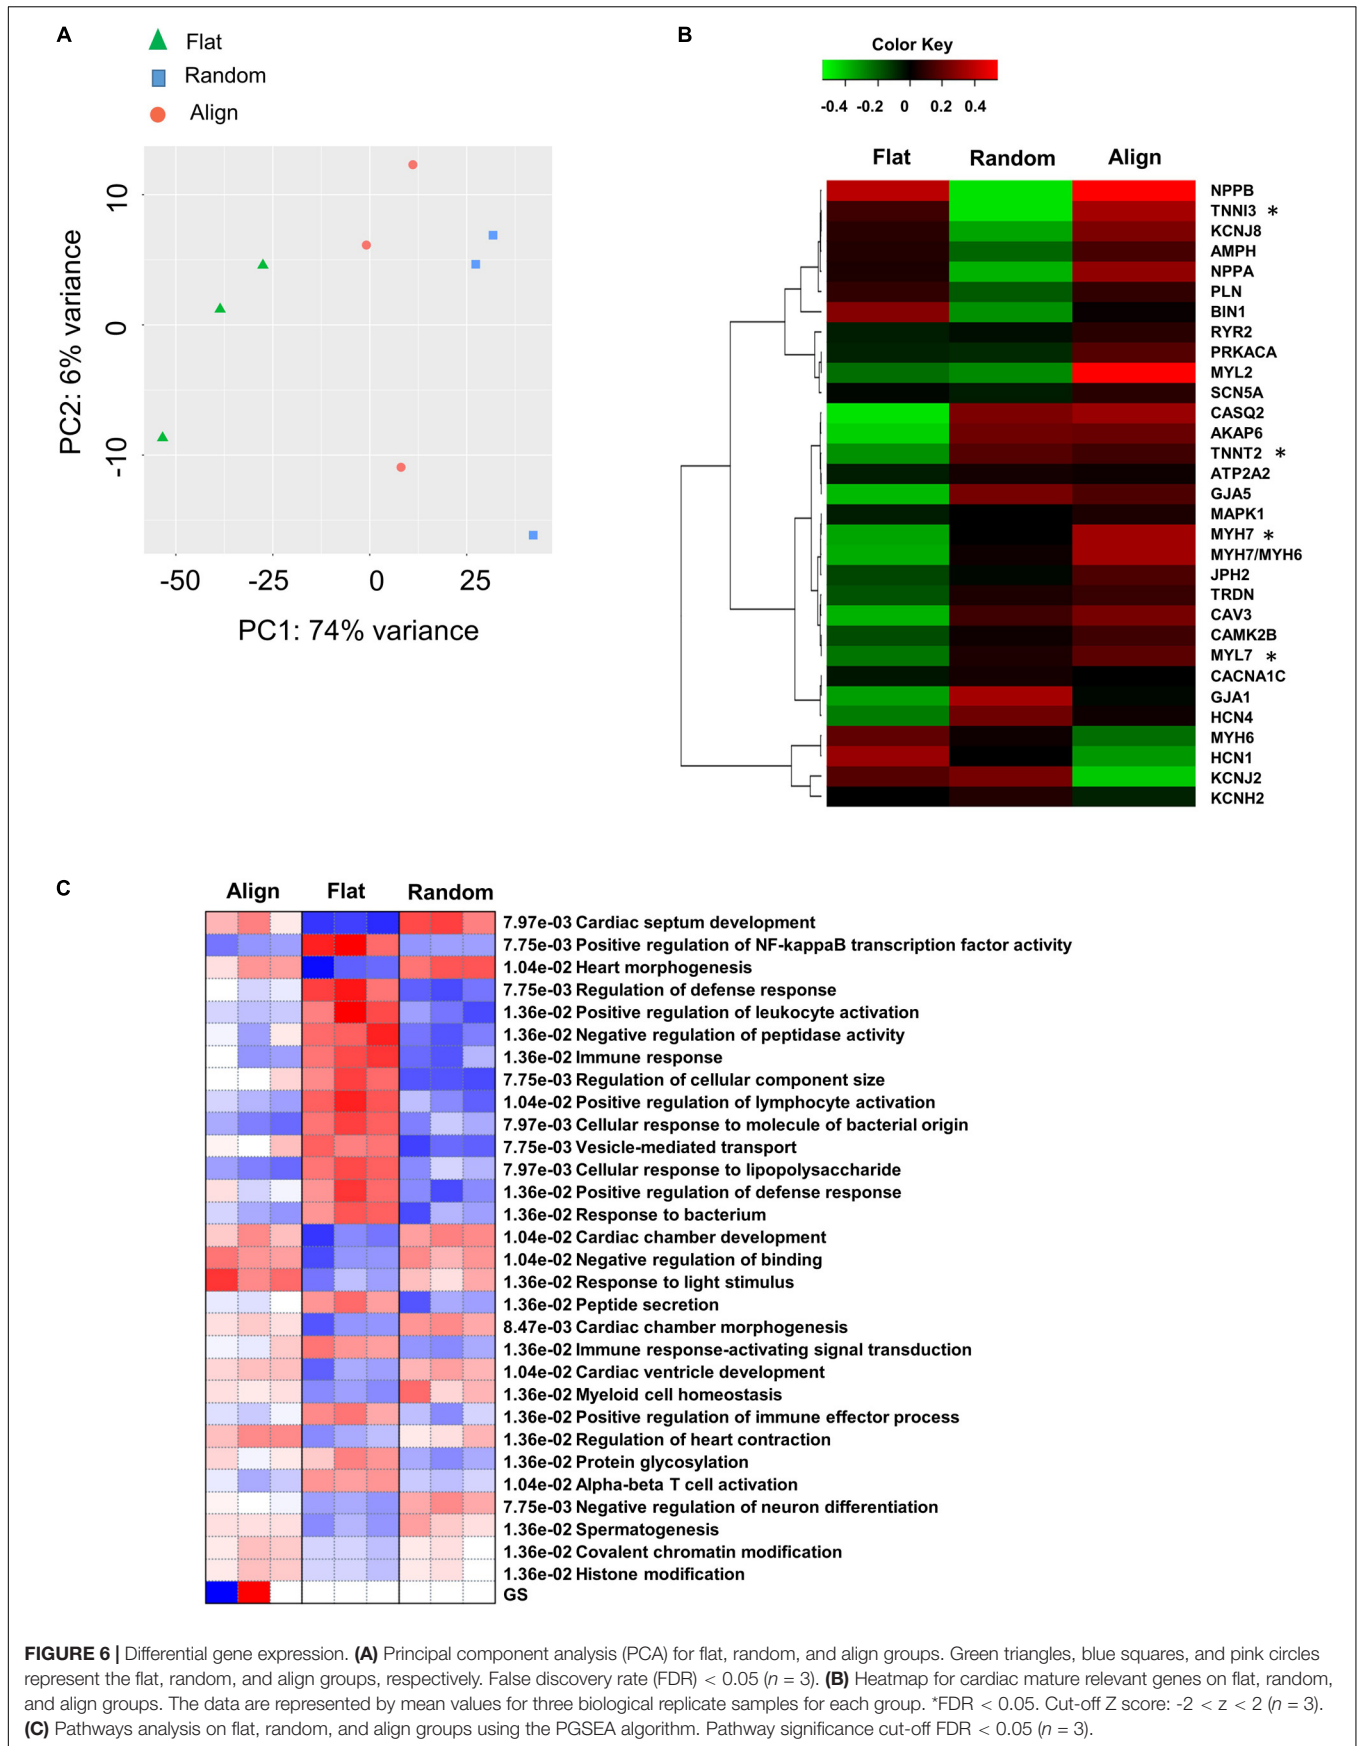 A
Flat
Random
Align
10
0
-10
PC2: 6% variance
-50 -25 0 25
PC1: 74% variance
B
Color Key
-0.4 -0.2 0 0.2 0.4
Flat Random Align
NPPB
TNNI3 *
KCNJ8
AMPH
NPPA
PLN
BIN1
RYR2
PRKACA
MYL2
SCN5A
CASQ2
AKAP6
TNNT2 *
ATP2A2
GJA5
MAPK1
MYH7 *
MYH7/MYH6
JPH2
TRDN
CAV3
CAMK2B
MYL7 *
CACNA1C
GJA1
HCN4
MYH6
HCN1
KCNJ2
KCNH2
C
Align Flat Random
7.97e-03 Cardiac septum development
7.75e-03 Positive regulation of NF-kappaB transcription factor activity
1.04e-02 Heart morphogenesis
7.75e-03 Regulation of defense response
1.36e-02 Positive regulation of leukocyte activation
1.36e-02 Negative regulation of peptidase activity
1.36e-02 Immune response
7.75e-03 Regulation of cellular component size
1.04e-02 Positive regulation of lymphocyte activation
7.97e-03 Cellular response to molecule of bacterial origin
7.75e-03 Vesicle-mediated transport
7.97e-03 Cellular response to lipopolysaccharide
1.36e-02 Positive regulation of defense response
1.36e-02 Response to bacterium
1.04e-02 Cardiac chamber development
1.04e-02 Negative regulation of binding
1.36e-02 Response to light stimulus
1.36e-02 Peptide secretion
8.47e-03 Cardiac chamber morphogenesis
1.36e-02 Immune response-activating signal transduction
1.04e-02 Cardiac ventricle development
1.36e-02 Myeloid cell homeostasis
1.36e-02 Positive regulation of immune effector process
1.36e-02 Regulation of heart contraction
1.36e-02 Protein glycosylation
1.04e-02 Alpha-beta T cell activation
7.75e-03 Negative regulation of neuron differentiation
1.36e-02 Spermatogenesis
1.36e-02 Covalent chromatin modification
1.36e-02 Histone modification
GS
FIGURE 6 | Differential gene expression. (A) Principal component analysis (PCA) for flat, random, and align groups. Green triangles, blue squares, and pink circles
represent the flat, random, and align groups, respectively. False discovery rate (FDR) < 0.05 (n = 3). (B) Heatmap for cardiac mature relevant genes on flat, random,
and align groups. The data are represented by mean values for three biological replicate samples for each group. *FDR < 0.05. Cut-off Z score: -2 < z < 2 (n = 3).
(C) Pathways analysis on flat, random, and align groups using the PGSEA algorithm. Pathway significance cut-off FDR < 0.05 (n = 3).